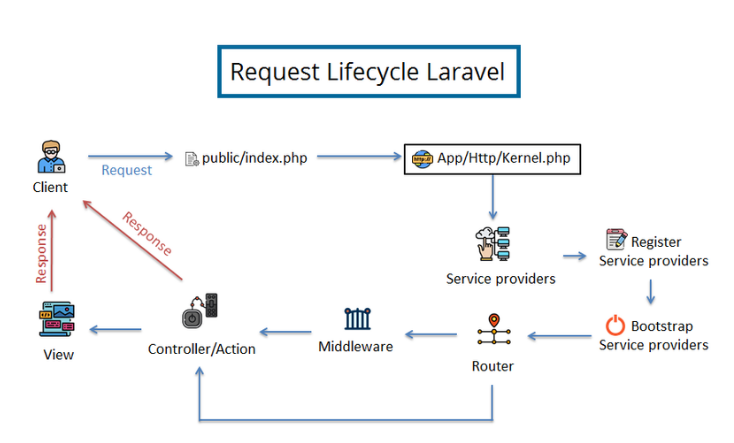 Request Lifecycle Laravel
Client
Request
public/index.php
http://
App/Http/Kernel.php
Response
Response
Service providers
Register
Service providers
Bootstrap
Service providers
Router
Middleware
Controller/Action
View